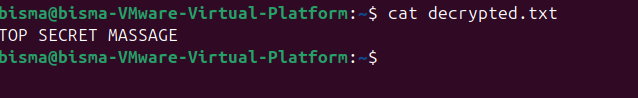 bisma@bisma-VMware-Virtual-Platform:~$ cat decrypted.txt
TOP SECRET MASSAGE
bisma@bisma-VMware-Virtual-Platform:~$